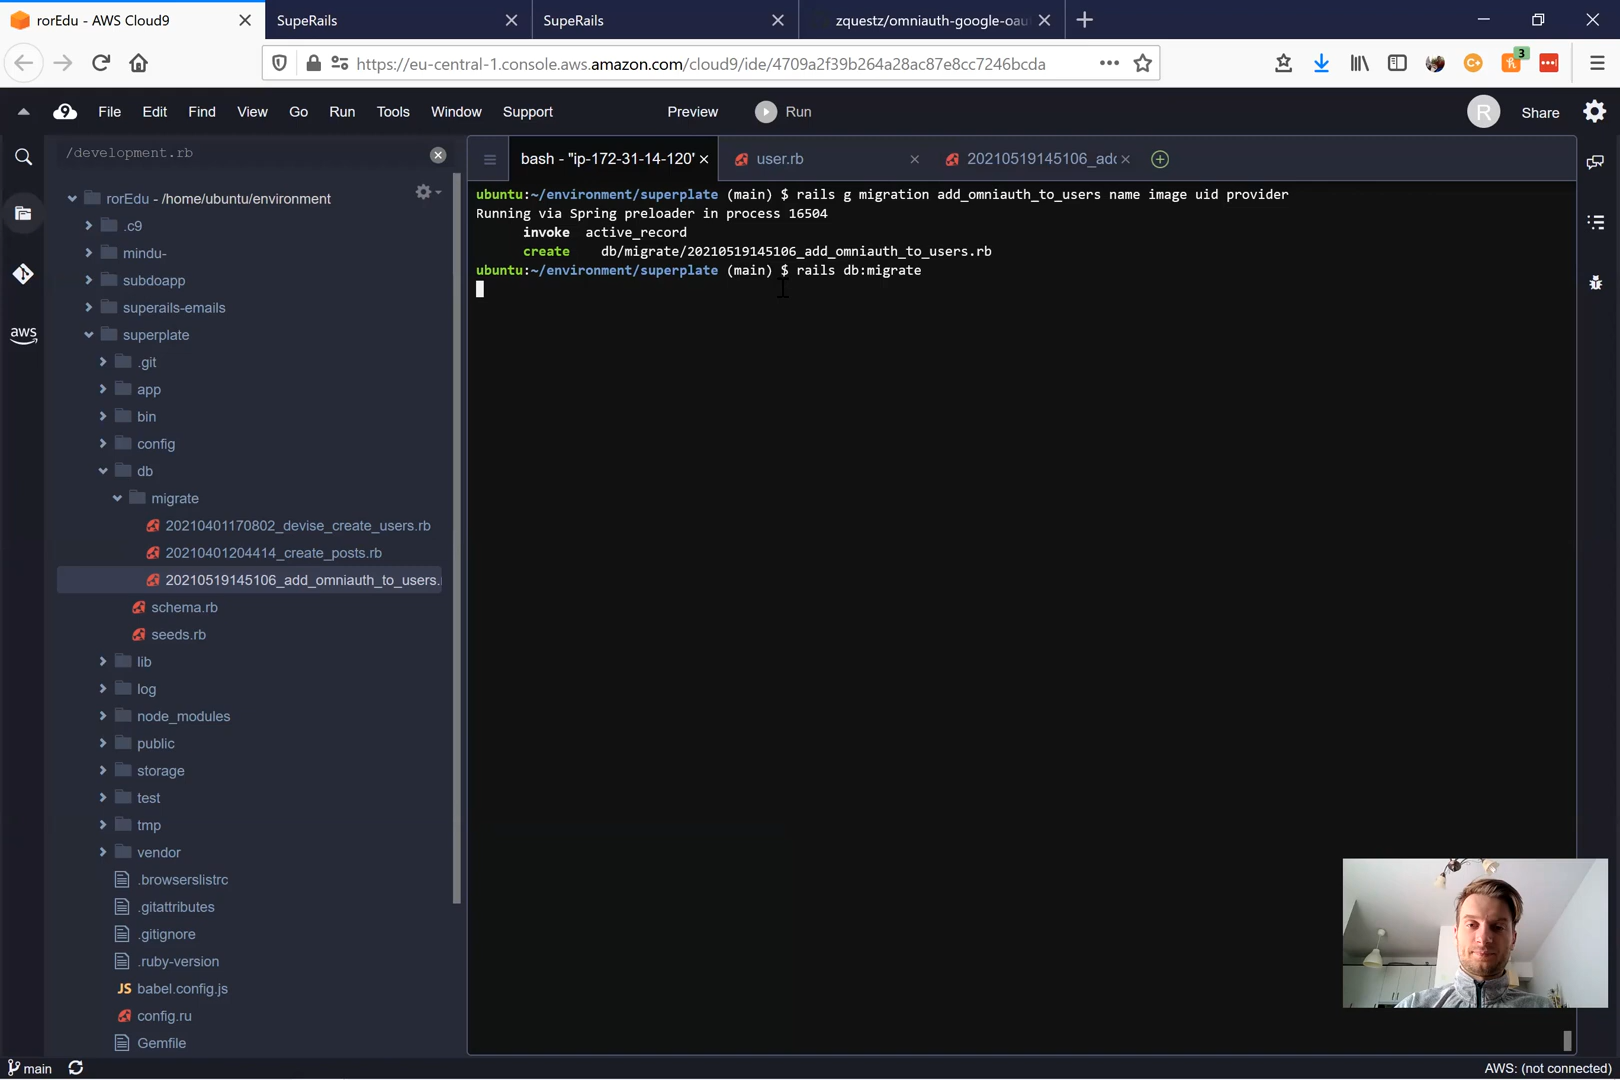 rorEdu - AWS Cloud9
SupeRails
SupeRails
zquestz/omniauth-google-oau
https://eu-central-1.console.aws.amazon.com/cloud9/ide/4709a2f39b264a28ac87e8cc7246bcda
3
9 File Edit Find View Go Run Tools Window Support Preview Run R Share
/development.rb
bash - "ip-172-31-14-120"
user.rb
20210519145106_add
rorEdu - /home/ubuntu/environment
.c9
mindu-
subdoapp
superails-emails
superplate
.git
app
bin
config
db
migrate
20210401170802_devise_create_users.rb
20210401204414_create_posts.rb
20210519145106_add_omniauth_to_users.
schema.rb
seeds.rb
lib
log
node_modules
public
storage
test
tmp
vendor
.browserslistrc
.gitattributes
.gitignore
.ruby-version
JS babel.config.js
config.ru
Gemfile
aws
ubuntu:~/environment/superplate (main) $ rails g migration add_omniauth_to_users name image uid provider
Running via Spring preloader in process 16504
invoke active_record
create db/migrate/20210519145106_add_omniauth_to_users.rb
ubuntu:~/environment/superplate (main) $ rails db:migrate
main
AWS: (not connected)